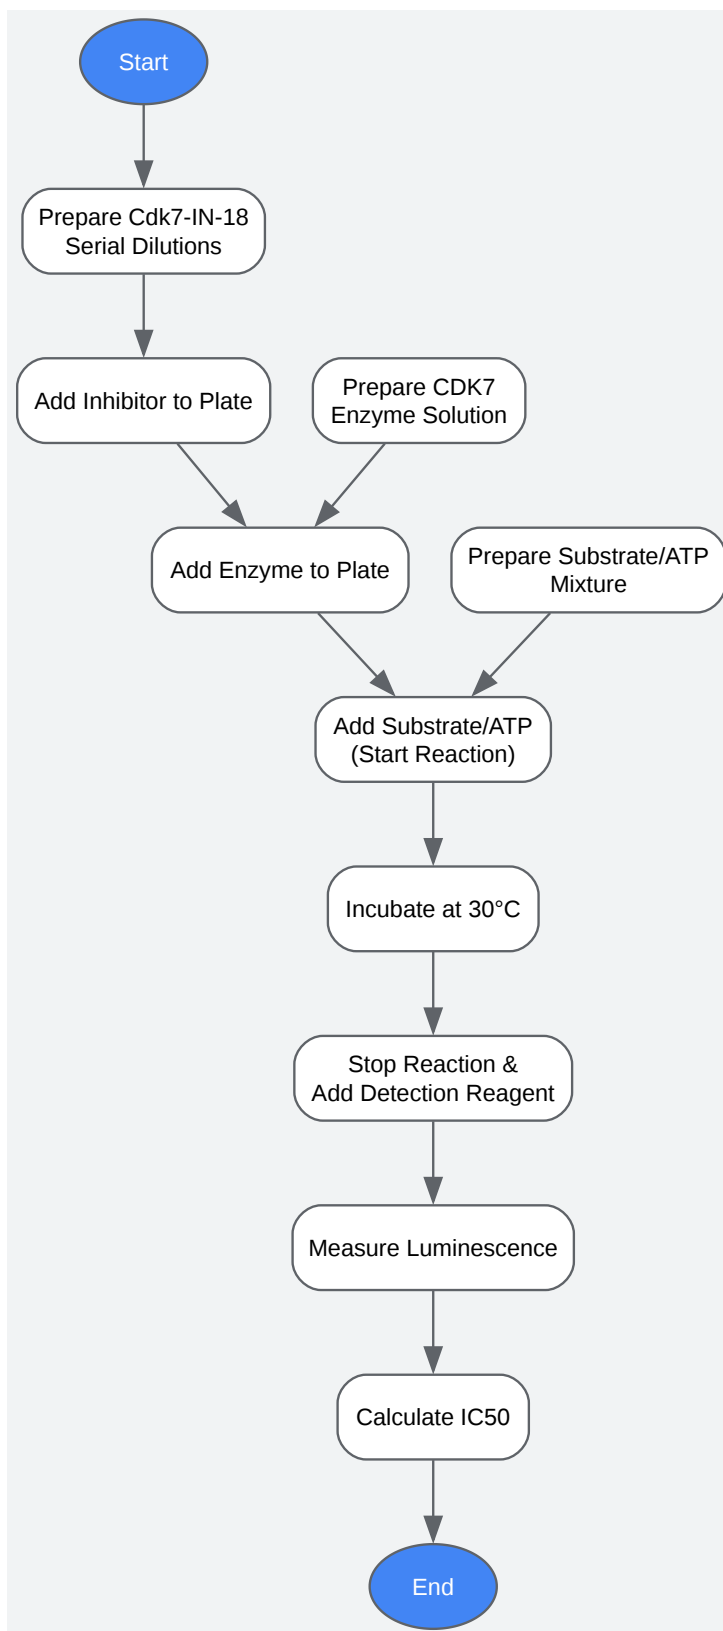 Start
Prepare Cdk7-IN-18
Serial Dilutions
Add Inhibitor to Plate
Prepare CDK7
Enzyme Solution
Add Enzyme to Plate
Prepare Substrate/ATP
Mixture
Add Substrate/ATP
(Start Reaction)
Incubate at 30°C
Stop Reaction &
Add Detection Reagent
Measure Luminescence
Calculate IC50
End